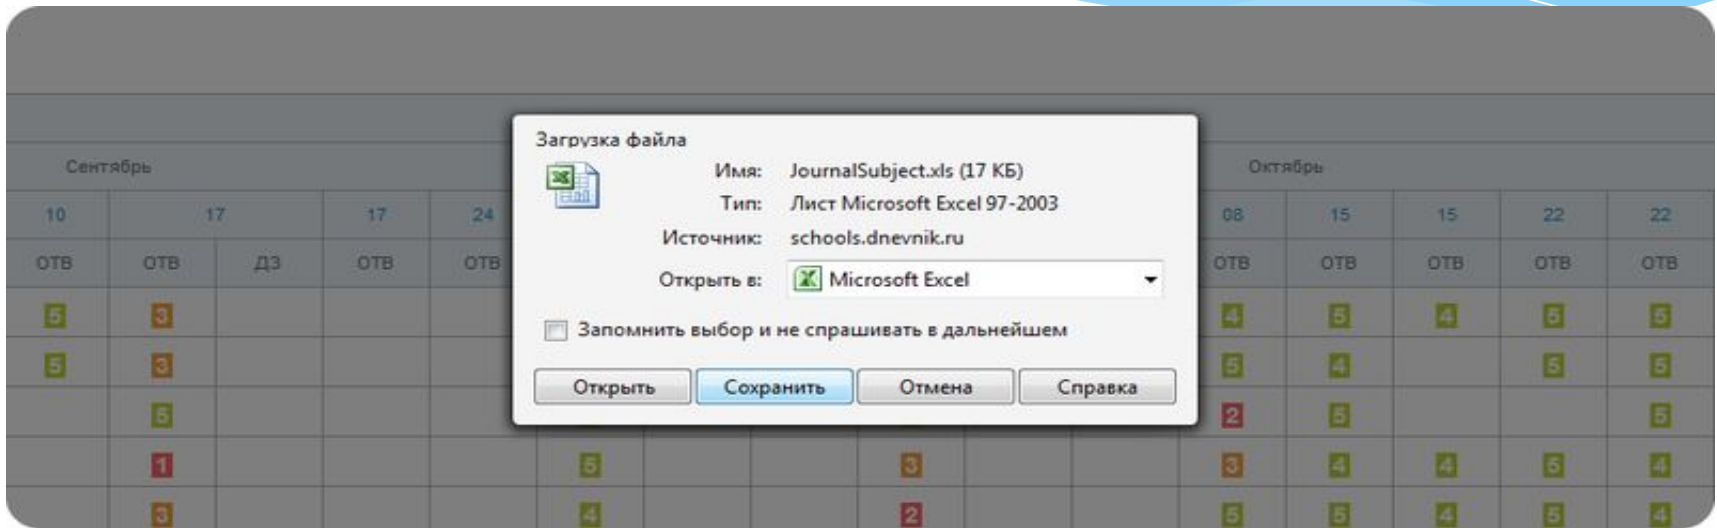 Загрузка файла
Имя: JournalSubject.xls (17 КБ)
Тип: Лист Microsoft Excel 97-2003
Источник: schools.dnevnik.ru
Открыть в: Microsoft Excel
Запомнить выбор и не спрашивать в дальнейшем
Открыть Сохранить Отмена Справка
Сентябрь Октябрь
10 17 17 24 08 15 15 22 22
ОТВ ОТВ ДЗ ОТВ ОТВ ОТВ ОТВ ОТВ ОТВ ОТВ
5 3 4 5 4 5 5
5 3 5 4 5 5
5 2 5 5
1 5 3 3 4 4 5 4
3 4 2 5 5 4 5 4